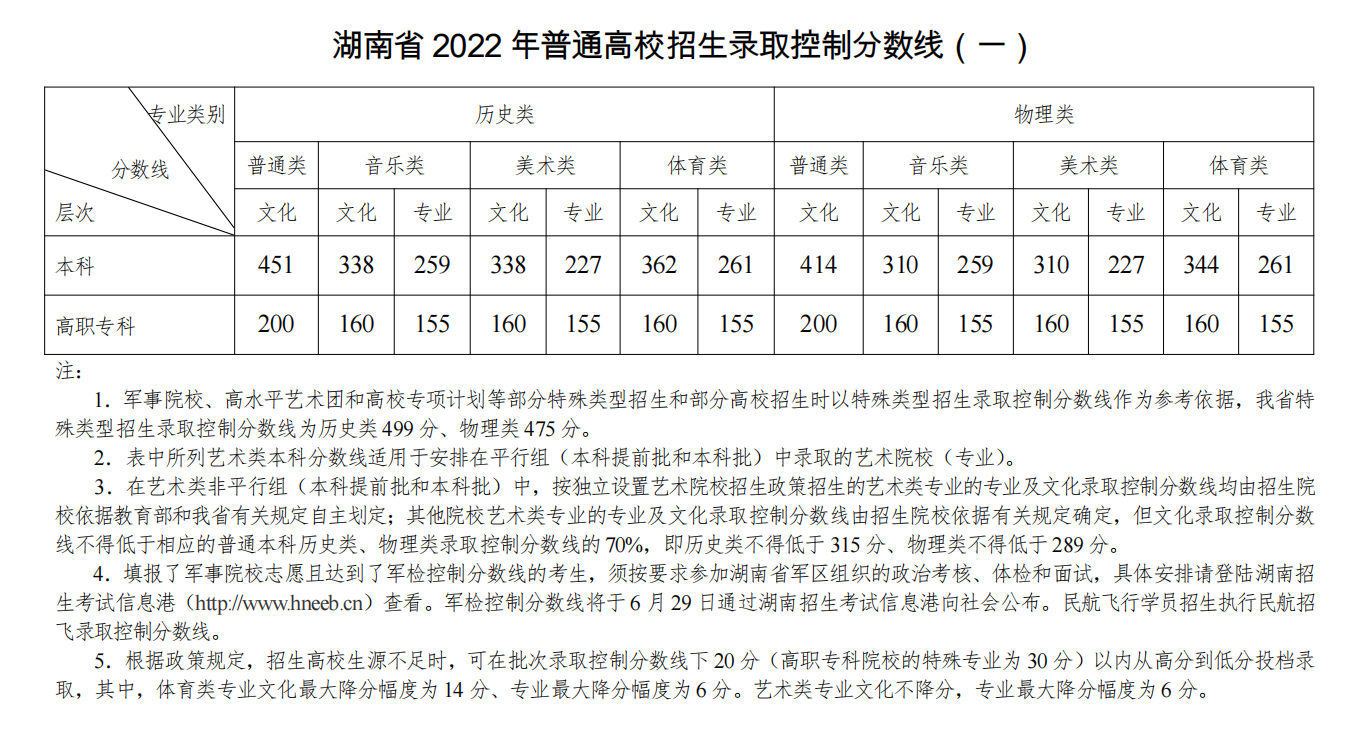 湖南省 2022 年普通高校招生录取控制分数线（一）
专业类别 历史类 物理类
分数线 普通类 音乐类 美术类 体育类 普通类 音乐类 美术类 体育类
层次 文化 文化 专业 文化 专业 文化 专业 文化 文化 专业 文化 专业 文化 专业
本科 451 338 259 338 227 362 261 414 310 259 310 227 344 261
高职专科 200 160 155 160 155 160 155 200 160 155 160 155 160 155
注：
1．军事院校、高水平艺术团和高校专项计划等部分特殊类型招生和部分高校招生时以特殊类型招生录取控制分数线作为参考依据，我省特
殊类型招生录取控制分数线为历史类 499 分、物理类 475 分。
2．表中所列艺术类本科分数线适用于安排在平行组（本科提前批和本科批）中录取的艺术院校（专业）。
3．在艺术类非平行组（本科提前批和本科批）中，按独立设置艺术院校招生政策招生的艺术类专业的专业及文化录取控制分数线均由招生院
校依据教育部和我省有关规定自主划定；其他院校艺术类专业的专业及文化录取控制分数线由招生院校依据有关规定确定，但文化录取控制分数
线不得低于相应的普通本科历史类、物理类录取控制分数线的 70%，即历史类不得低于 315 分、物理类不得低于 289 分。
4．填报了军事院校志愿且达到了军检控制分数线的考生，须按要求参加湖南省军区组织的政治考核、体检和面试，具体安排请登陆湖南招
生考试信息港（http://www.hneeb.cn）查看。军检控制分数线将于 6 月 29 日通过湖南招生考试信息港向社会公布。民航飞行学员招生执行民航招
飞录取控制分数线。
5．根据政策规定，招生高校生源不足时，可在批次录取控制分数线下 20 分（高职专科院校的特殊专业为 30 分）以内从高分到低分投档录
取，其中，体育类专业文化最大降分幅度为 14 分、专业最大降分幅度为 6 分。艺术类专业文化不降分，专业最大降分幅度为 6 分。